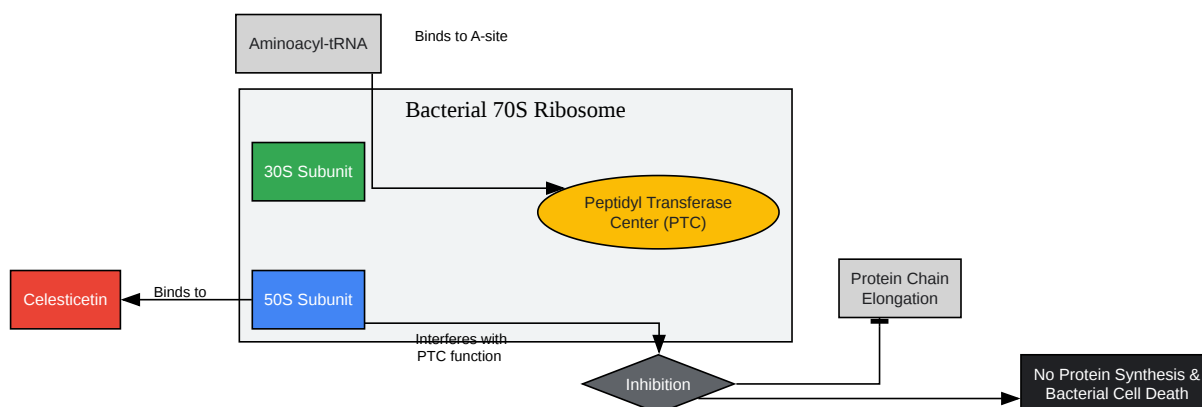 Aminoacyl-tRNA
Binds to A-site
Bacterial 70S Ribosome
30S Subunit
Peptidyl Transferase
Center (PTC)
Celesticetin
Binds to
50S Subunit
Protein Chain
Elongation
Interferes with
PTC function
Inhibition
No Protein Synthesis &
Bacterial Cell Death